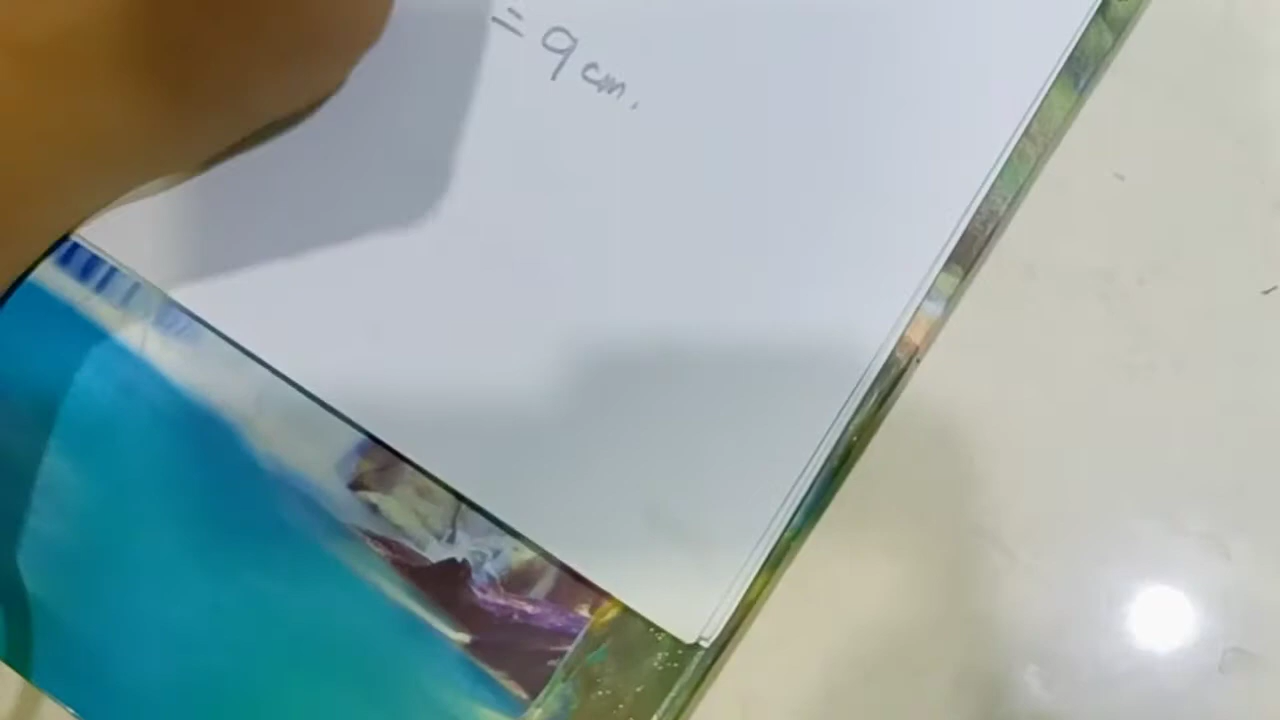 = 9 cm.